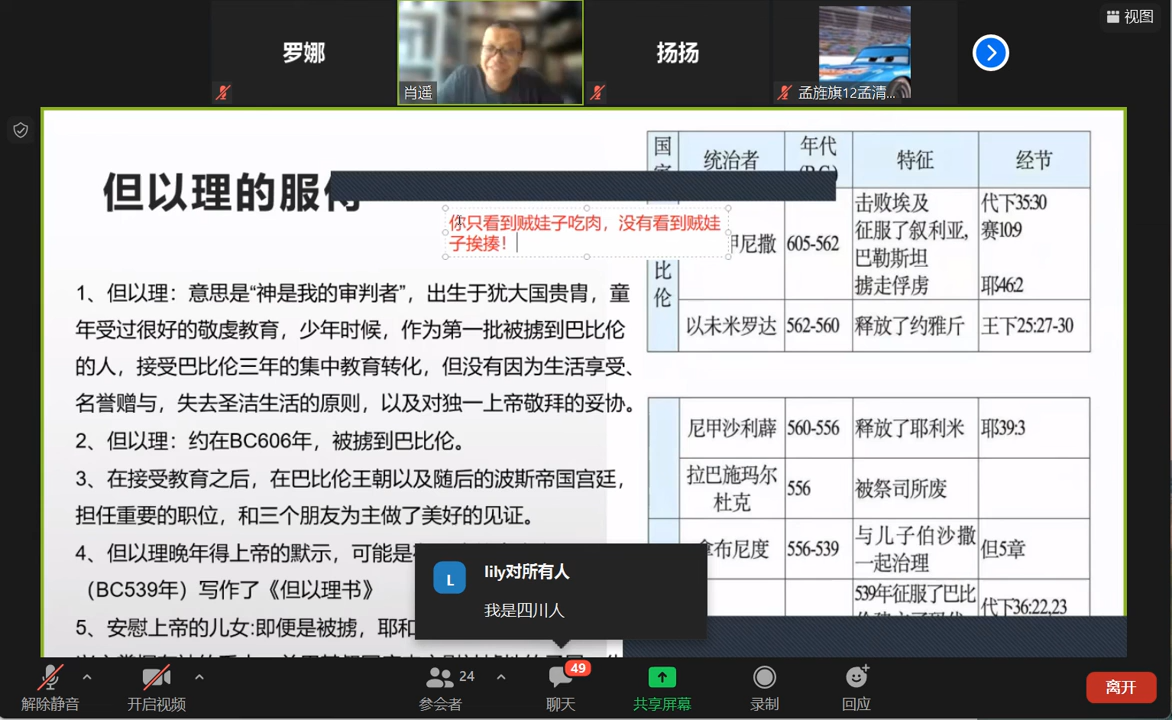 视图
罗娜
肖遥
扬扬
孟旌旗12孟清...
但以理的服侍
你只看到贼娃子吃肉，没有看到贼娃
子挨揍！
1、但以理：意思是“神是我的审判者”，出生于犹大国贵胄，童
年受过很好的敬虔教育，少年时候，作为第一批被掳到巴比伦
的人，接受巴比伦三年的集中教育转化，但没有因为生活享受、
名誉赠与，失去圣洁生活的原则，以及对独一上帝敬拜的妥协。
2、但以理：约在BC606年，被掳到巴比伦。
3、在接受教育之后，在巴比伦王朝以及随后的波斯帝国宫廷，
担任重要的职位，和三个朋友为主做了美好的见证。
4、但以理晚年得上帝的默示，可能是
（BC539年）写作了《但以理书》
5、安慰上帝的儿女:即便是被掳，耶和
国 统治者 年代 特征 经节
比伦
甲尼撒 605-562 击败埃及 代下35:30
征服了叙利亚, 赛10:9
巴勒斯坦
掳走俘虏 耶46:2
以未米罗达 562-560 释放了约雅斤 王下25:27-30
尼甲沙利薛 560-556 释放了耶利米 耶39:3
拉巴施玛尔
杜克 556 被祭司所废
拿布尼度 556-539 与儿子伯沙撒
一起治理 但5章
539年征服了巴比 代下36:22,23
L
lily对所有人
我是四川人
解除静音
开启视频
24
参会者
49
聊天
共享屏幕
录制
回应
离开